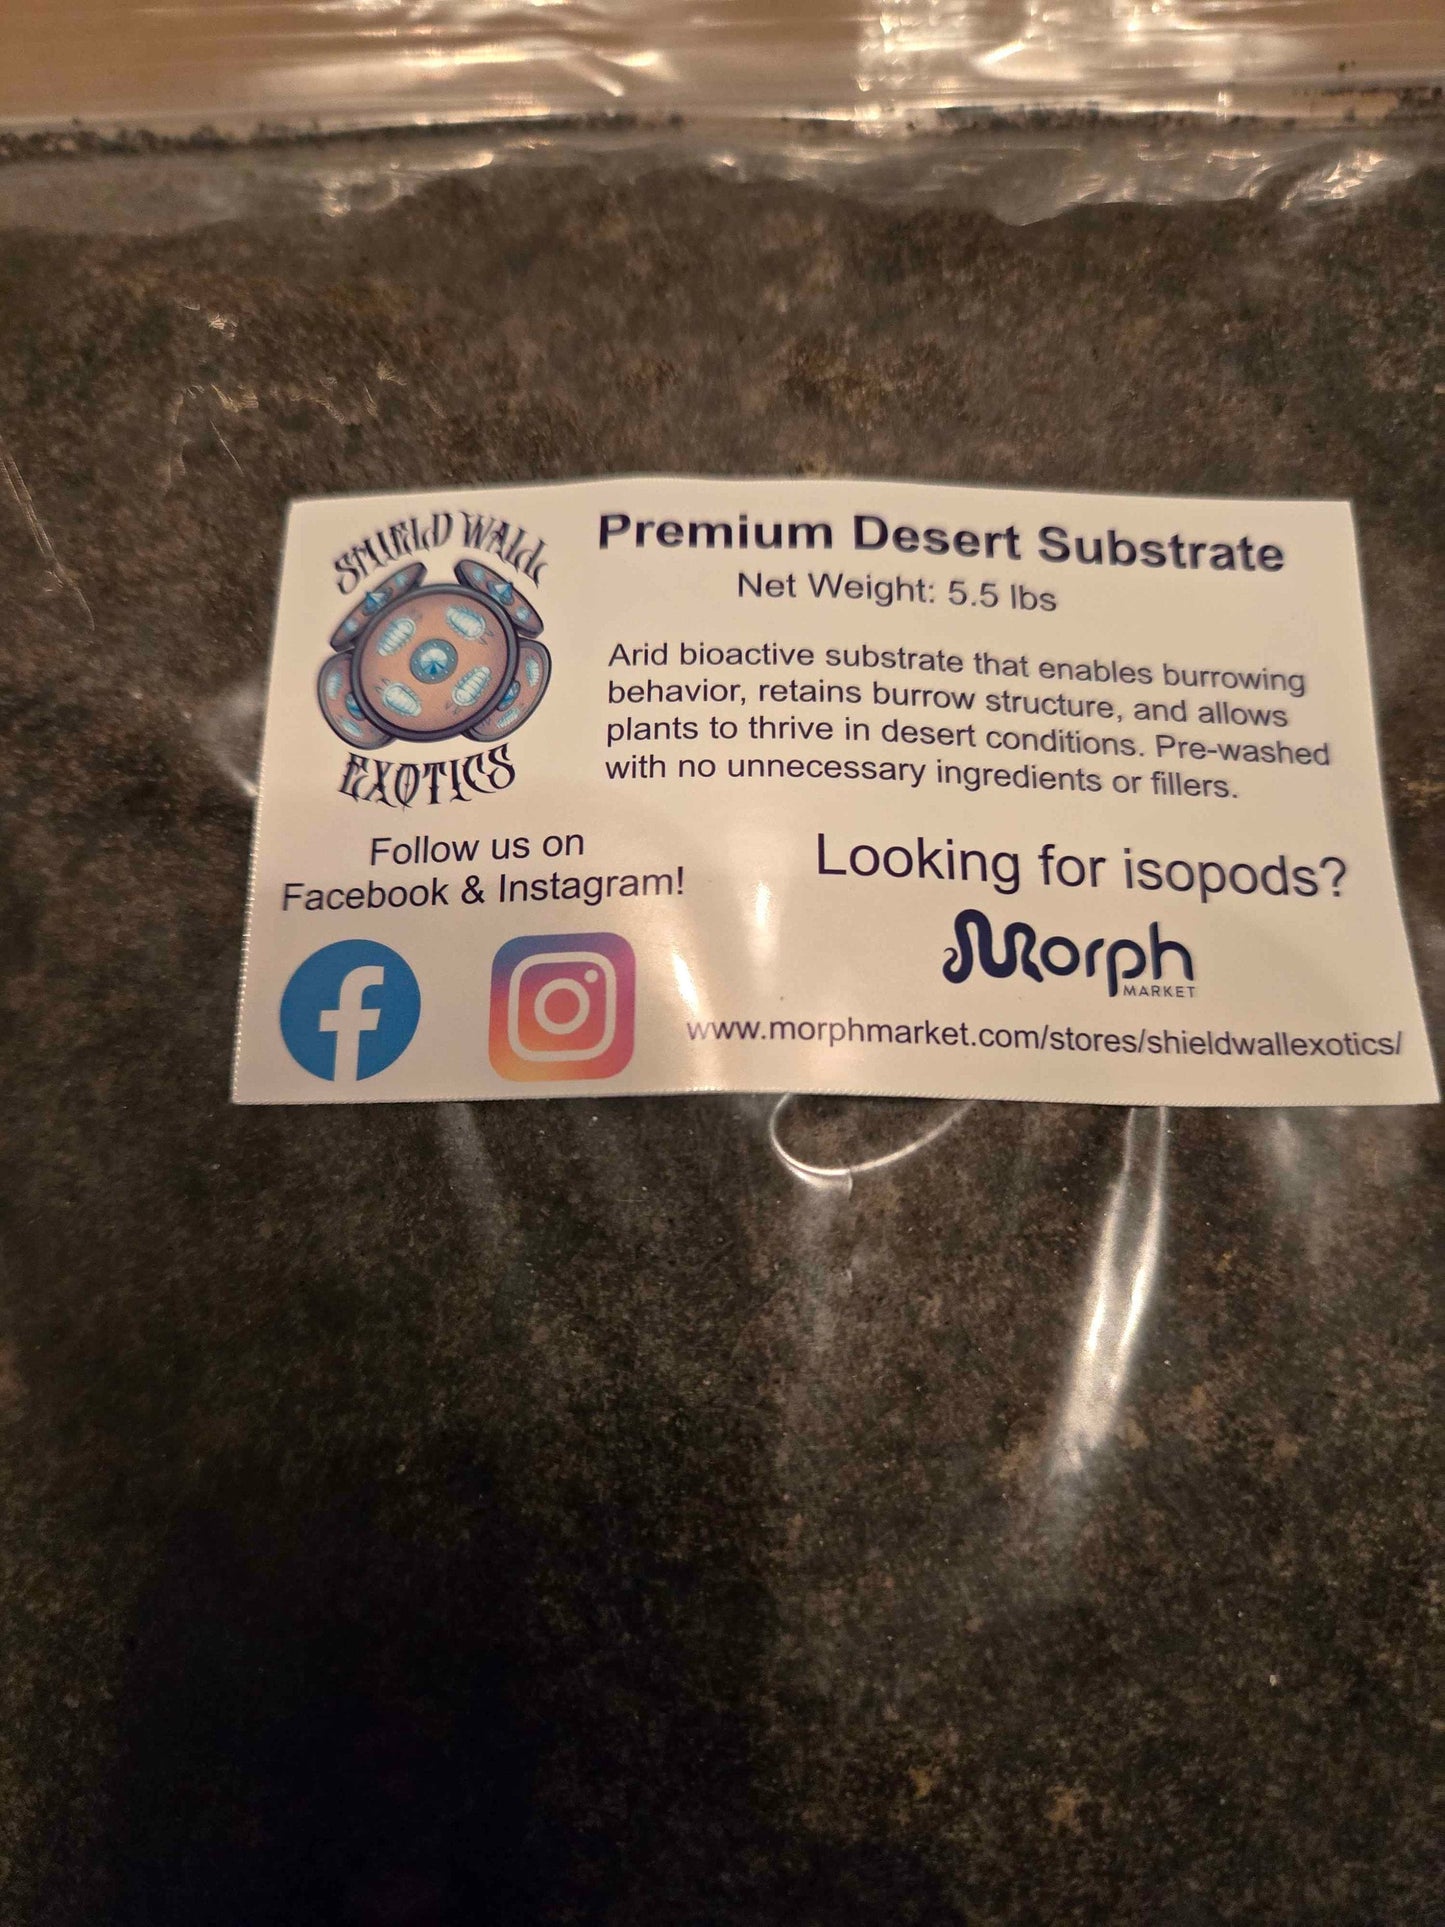 SHIELD WALL
EXOTICS
Premium Desert Substrate
Net Weight: 5.5 lbs
Arid bioactive substrate that enables burrowing
behavior, retains burrow structure, and allows
plants to thrive in desert conditions. Pre-washed
with no unnecessary ingredients or fillers.
Follow us on
Facebook & Instagram!
Looking for isopods?
Morph
MARKET
www.morphmarket.com/stores/shieldwallexotics/